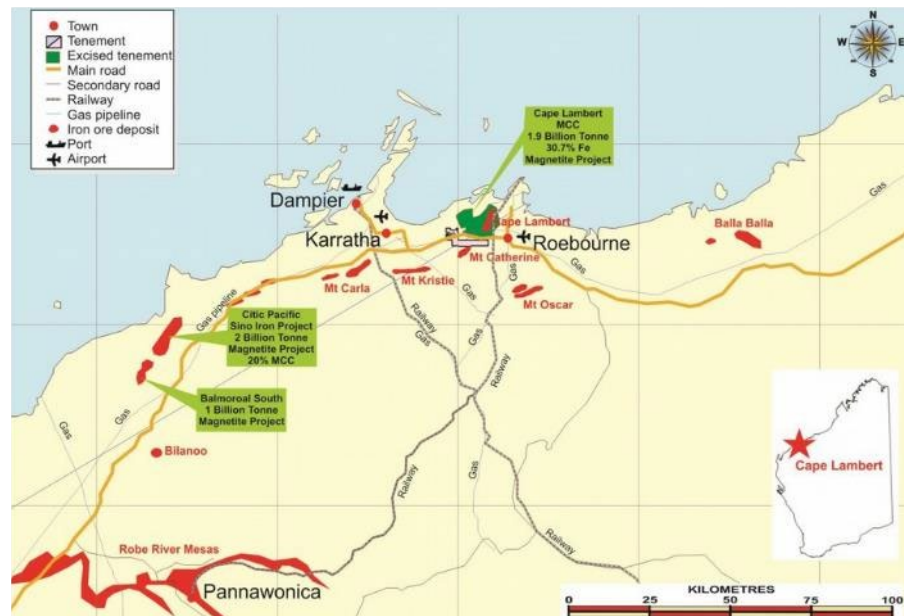 Town
Tenement
Excised tenement
Main road
Secondary road
Railway
Gas pipeline
Iron ore deposit
Port
Airport
N
W
E
S
Cape Lambert
MCC
1.9 Billion Tonne
30.7% Fe
Magnetite Project
Dampier
Karratha
Cape Lambert
Roebourne
Balla Balla
Gas
Gas
Gas
Mt Catherine
Mt Carla
Mt Kristie
Gas
Gas
Mt Oscar
Gas pipeline
Railway
Gas
Gas
Railway
Citic Pacific
Sino Iron Project
2 Billion Tonne
Magnetite Project
20% MCC
Balmoroal South
1 Billion Tonne
Magnetite Project
Gas
Bilanoo
Gas
Railway
Gas
Railway
Cape Lambert
Robe River Mesas
Pannawonica
KILOMETRES
0 25 50 75 100